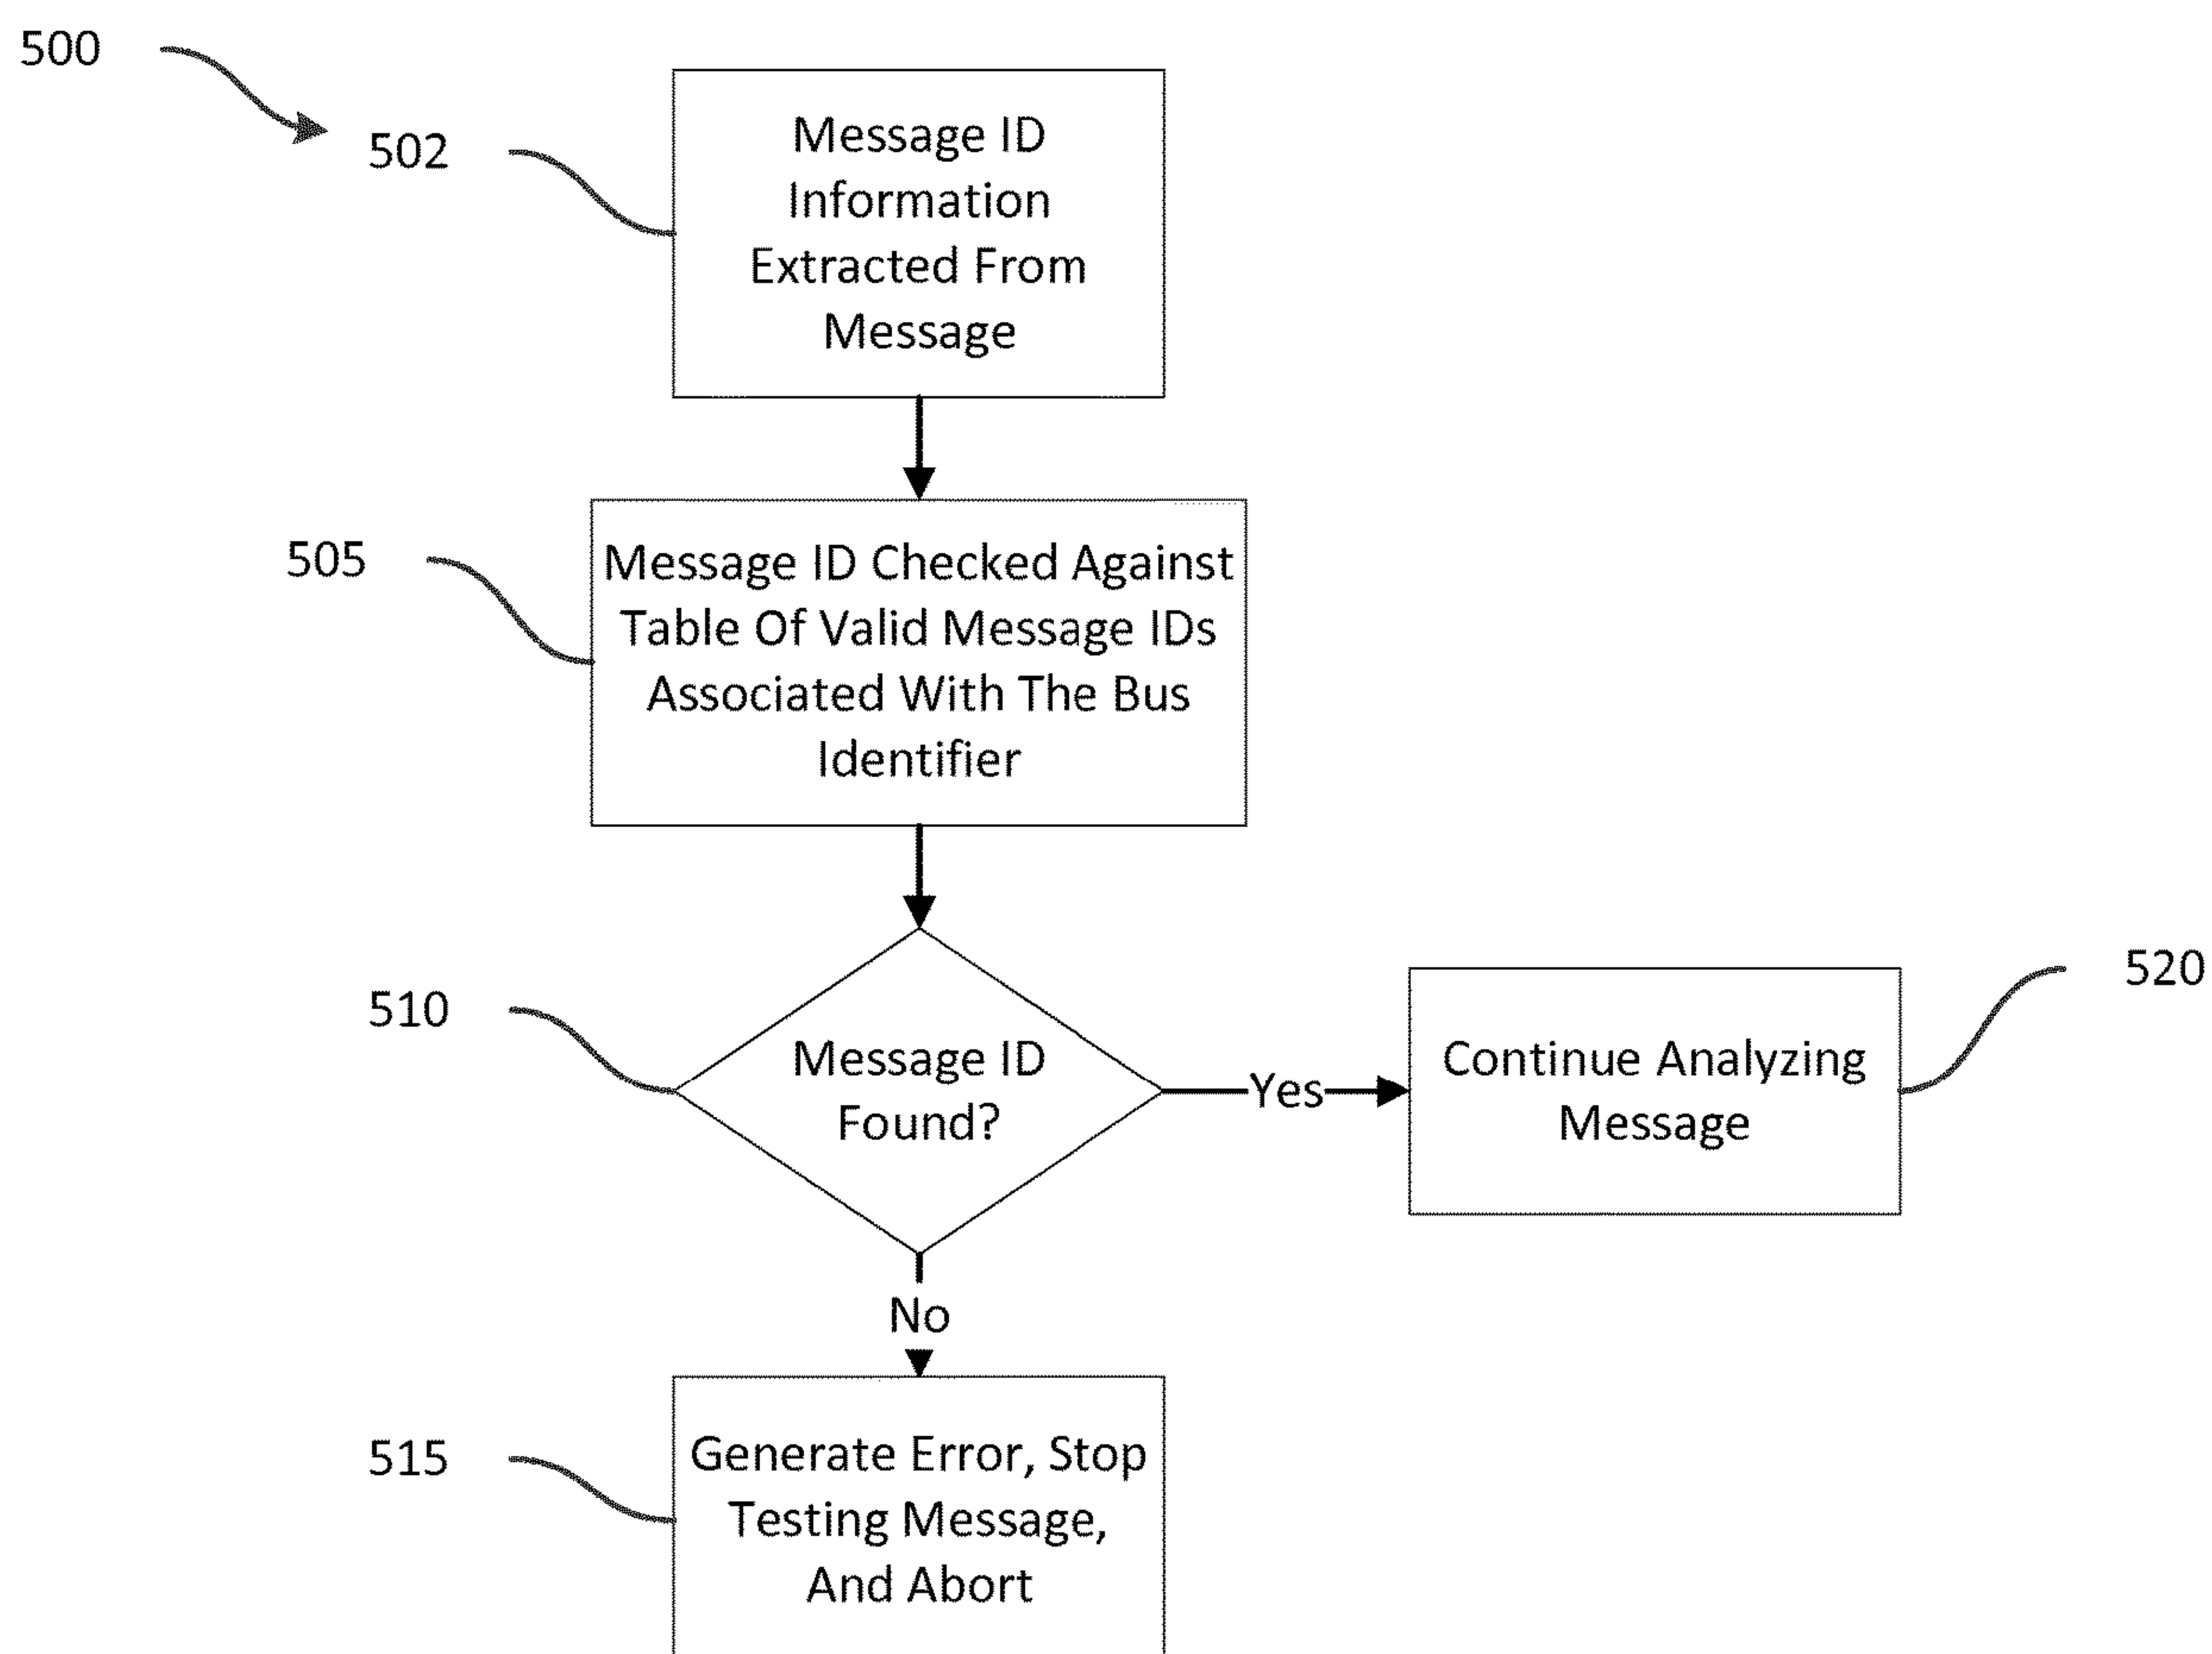 500
502
Message ID
Information
Extracted From
Message
505
Message ID Checked Against
Table Of Valid Message IDs
Associated With The Bus
Identifier
510
Message ID
Found?
Yes
520
Continue Analyzing
Message
No
515
Generate Error, Stop
Testing Message,
And Abort